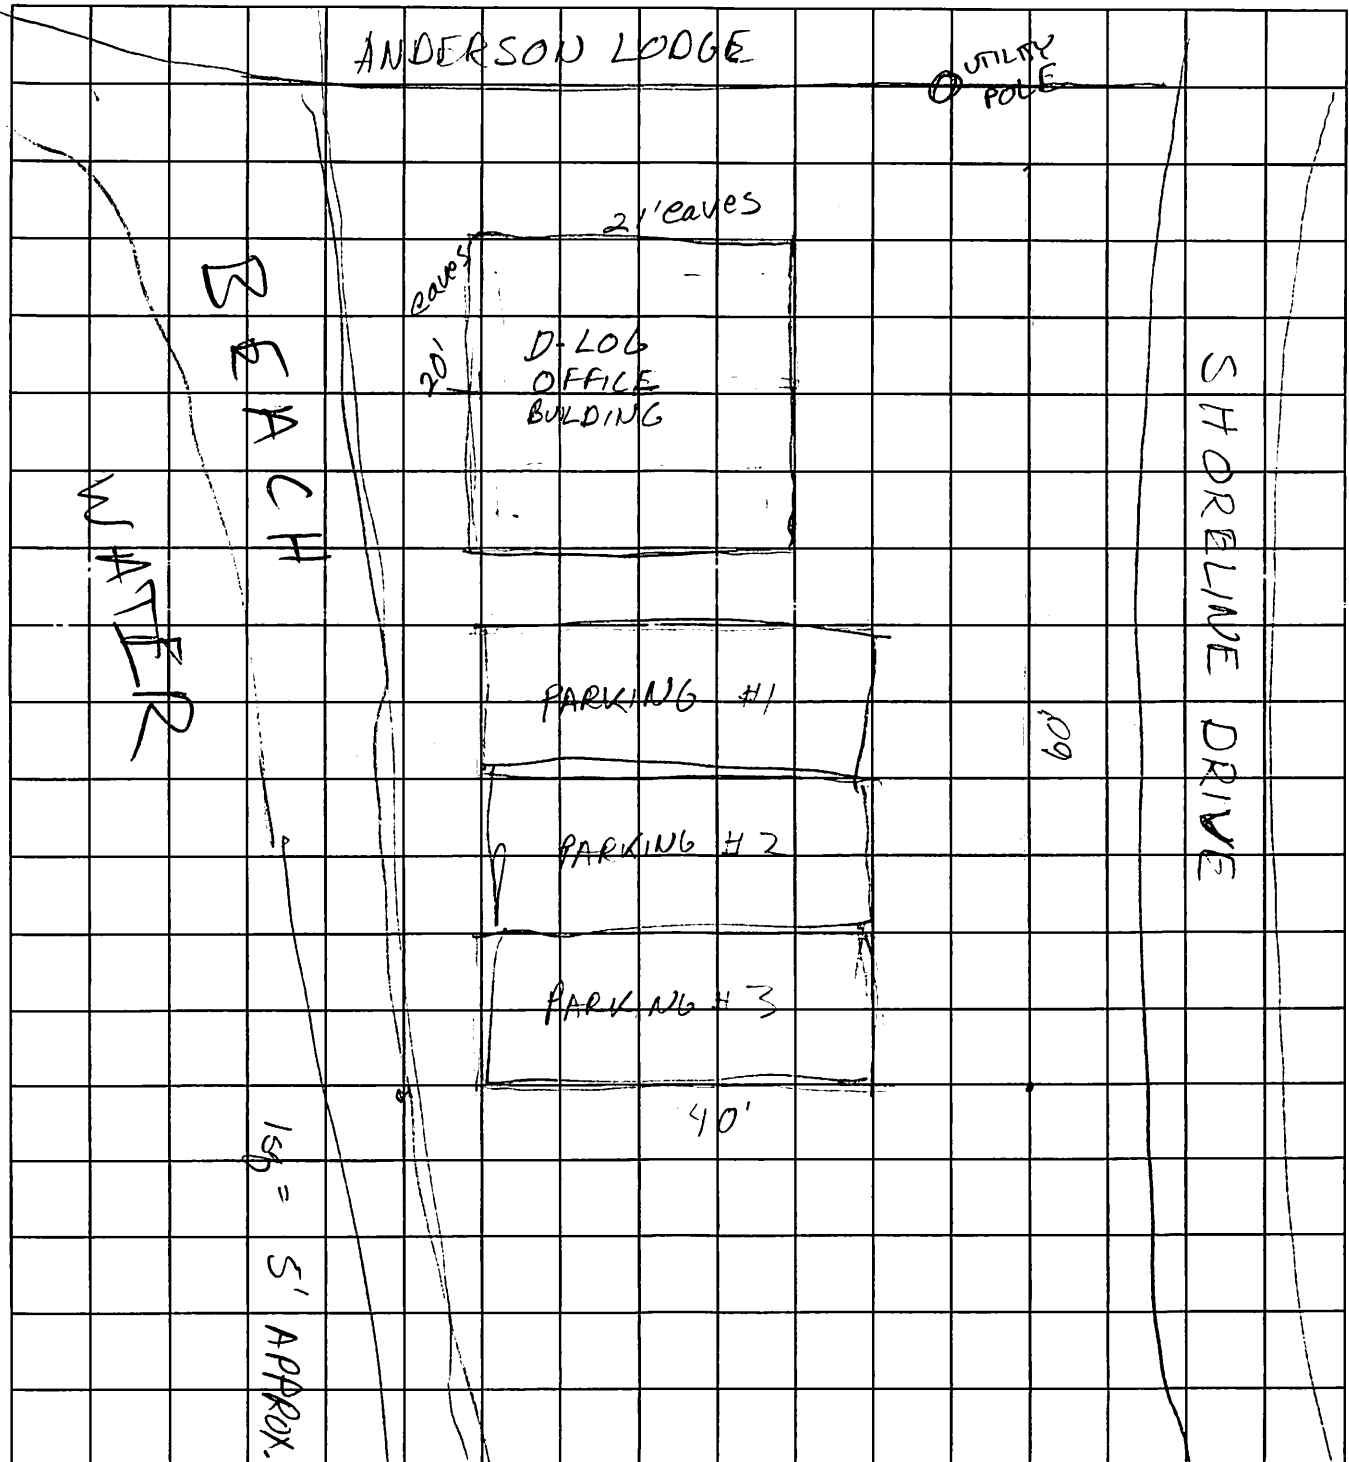 ANDERSON LODGE
UTILITY
POLE
21' eaves
eaves
20'
D-LOG
OFFICE
BUILDING
BEACH
WATER
SHORELINE DRIVE
PARKING #1
60'
PARKING #2
PARKING #3
40'
1sq = 5' APPROX.